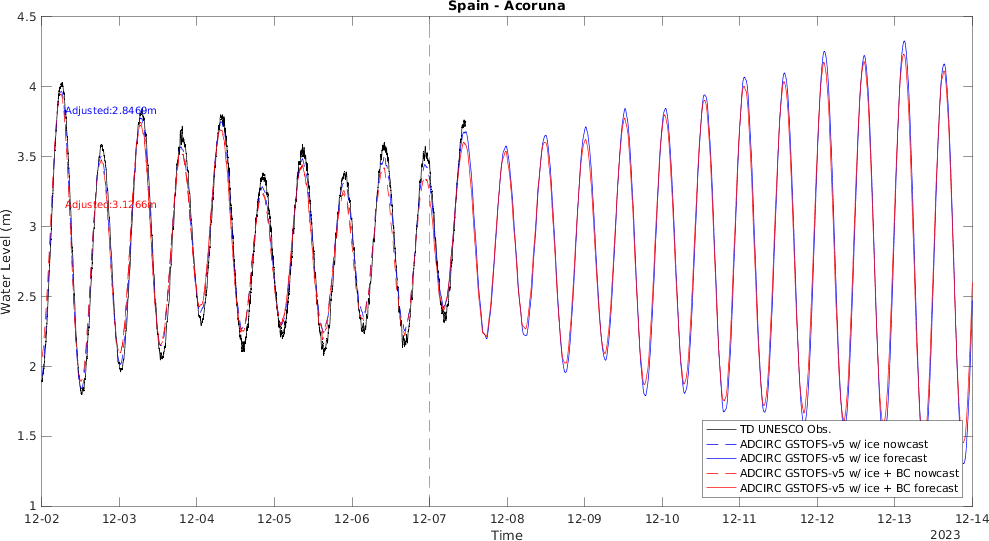 Spain - Acoruna
4.5
4
3.5
3
2.5
2
1.5
1
Water Level (m)
Adjusted:2.8469m
Adjusted:3.1266m
TD UNESCO Obs.
ADCIRC GSTOFS-v5 w/ ice nowcast
ADCIRC GSTOFS-v5 w/ ice forecast
ADCIRC GSTOFS-v5 w/ ice + BC nowcast
ADCIRC GSTOFS-v5 w/ ice + BC forecast
12-02 12-03 12-04 12-05 12-06 12-07 12-08 12-09 12-10 12-11 12-12 12-13 12-14
Time
2023